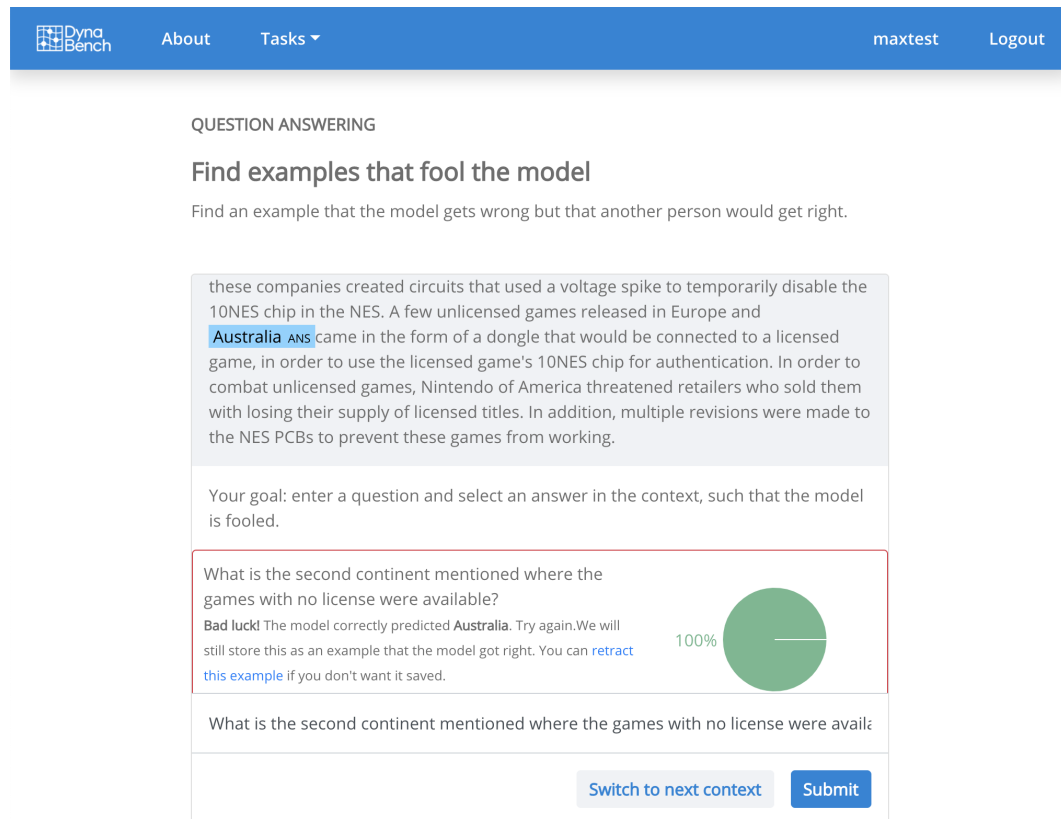 Dyna
Bench
About Tasks maxtest Logout
QUESTION ANSWERING
Find examples that fool the model
Find an example that the model gets wrong but that another person would get right.
these companies created circuits that used a voltage spike to temporarily disable the
10NES chip in the NES. A few unlicensed games released in Europe and
Australia ANS came in the form of a dongle that would be connected to a licensed
game, in order to use the licensed game's 10NES chip for authentication. In order to
combat unlicensed games, Nintendo of America threatened retailers who sold them
with losing their supply of licensed titles. In addition, multiple revisions were made to
the NES PCBs to prevent these games from working.
Your goal: enter a question and select an answer in the context, such that the model
is fooled.
What is the second continent mentioned where the
games with no license were available?
Bad luck! The model correctly predicted Australia. Try again.We will
still store this as an example that the model got right. You can retract
this example if you don't want it saved.
100%
What is the second continent mentioned where the games with no license were availa
Switch to next context Submit